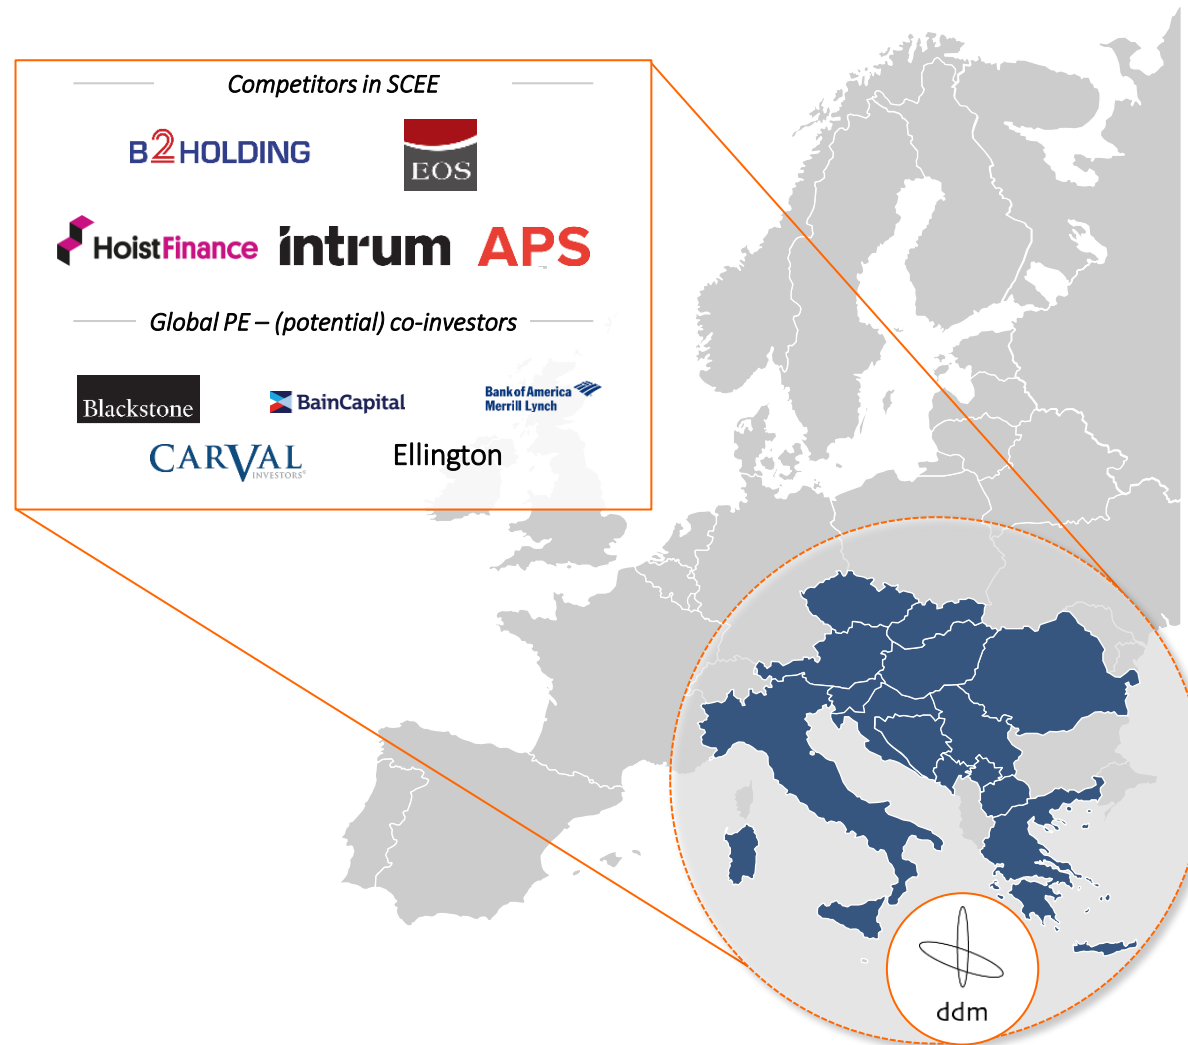 Competitors in SCEE
B2HOLDING
EOS
HoistFinance
intrum
APS
Global PE – (potential) co-investors
Blackstone
BainCapital
Bank of America
Merrill Lynch
CARVAL
INVESTORS®
Ellington
ddm